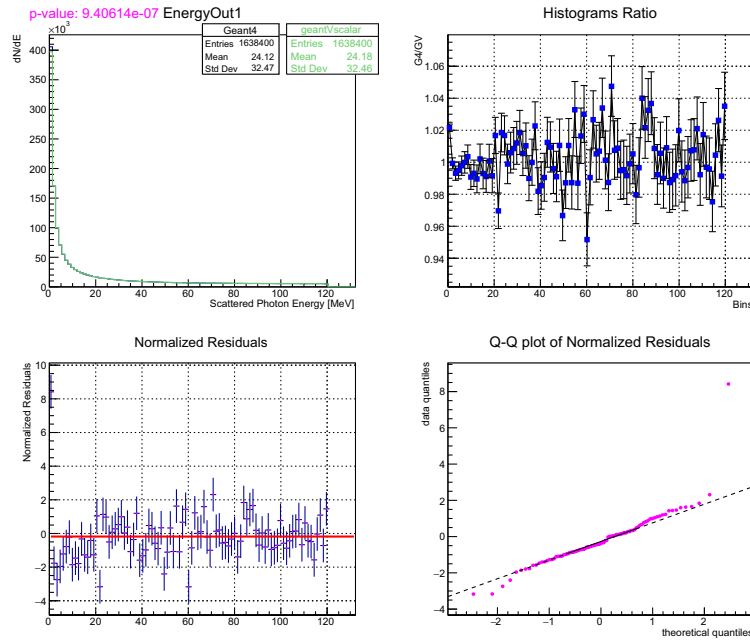 p-value: 9.40614e-07 EnergyOut1
×10³
dN/dE
400
350
300
250
200
150
100
50
0
0 20 40 60 80 100 120
Scattered Photon Energy [MeV]
Geant4
Entries 1638400
Mean 24.12
Std Dev 32.47
geantVscalar
Entries 1638400
Mean 24.18
Std Dev 32.46
Histograms Ratio
G4/GV
1.06
1.04
1.02
1
0.98
0.96
0.94
0 20 40 60 80 100 120
Bins
Normalized Residuals
Normalized Residuals
10
8
6
4
2
0
−2
−4
0 20 40 60 80 100 120
Q-Q plot of Normalized Residuals
data quantiles
8
6
4
2
0
−2
−4
−2 −1 0 1 2
theoretical quantiles